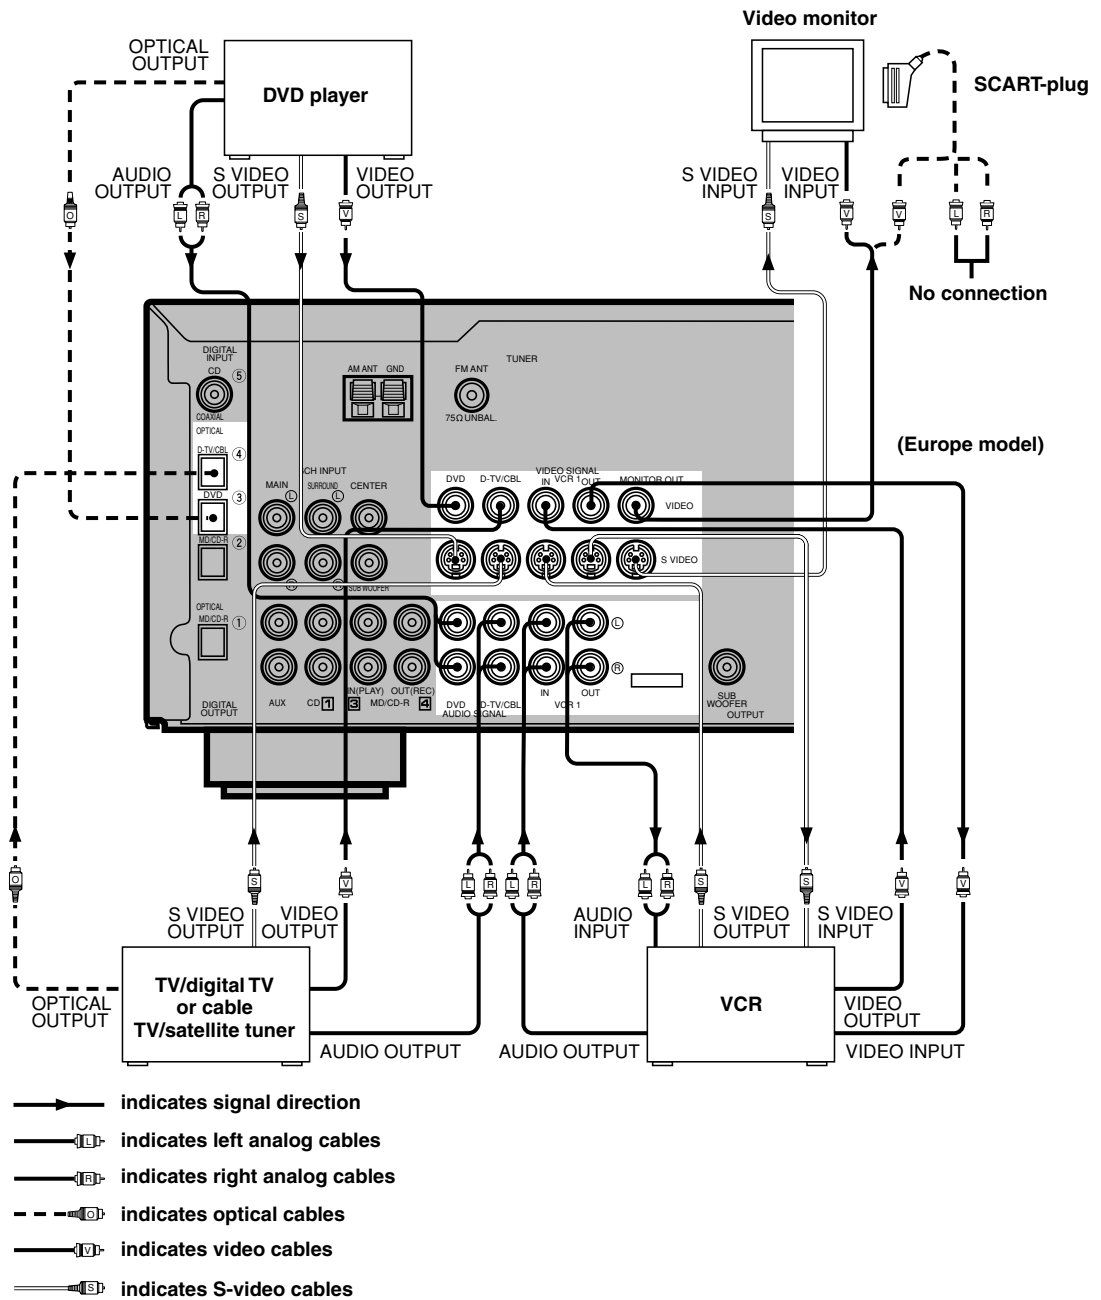 Video monitor
OPTICAL
OUTPUT
DVD player
SCART-plug
AUDIO
OUTPUT
S VIDEO
OUTPUT
VIDEO
OUTPUT
S VIDEO
INPUT
VIDEO
INPUT
O
L
R
S
V
S
V
V
L
R
No connection
DIGITAL
INPUT
CD
5
COAXIAL
OPTICAL
D-TV/CBL
4
DVD
3
MD/CD-R
2
OPTICAL
MD/CD-R
1
DIGITAL
OUTPUT
AM ANT
GND
FM ANT
75Ω UNBAL.
TUNER
(Europe model)
CH INPUT
MAIN
L
SURROUND
L
CENTER
R
R
SUB WOOFER
VIDEO SIGNAL
DVD
D-TV/CBL
IN
VCR 1
OUT
MONITOR OUT
VIDEO
S VIDEO
L
R
AUX
CD
1
IN(PLAY)
3
MD/CD-R
OUT(REC)
4
DVD
D-TV/CBL
AUDIO SIGNAL
IN
VCR 1
OUT
SUB
WOOFER
OUTPUT
O
S
V
L
R
L
R
L
R
S
S
V
V
S VIDEO
OUTPUT
VIDEO
OUTPUT
AUDIO
INPUT
S VIDEO
OUTPUT
S VIDEO
INPUT
OPTICAL
OUTPUT
TV/digital TV
or cable
TV/satellite tuner
AUDIO OUTPUT
AUDIO OUTPUT
VCR
VIDEO
OUTPUT
VIDEO INPUT
indicates signal direction
L
indicates left analog cables
R
indicates right analog cables
O
indicates optical cables
V
indicates video cables
S
indicates S-video cables